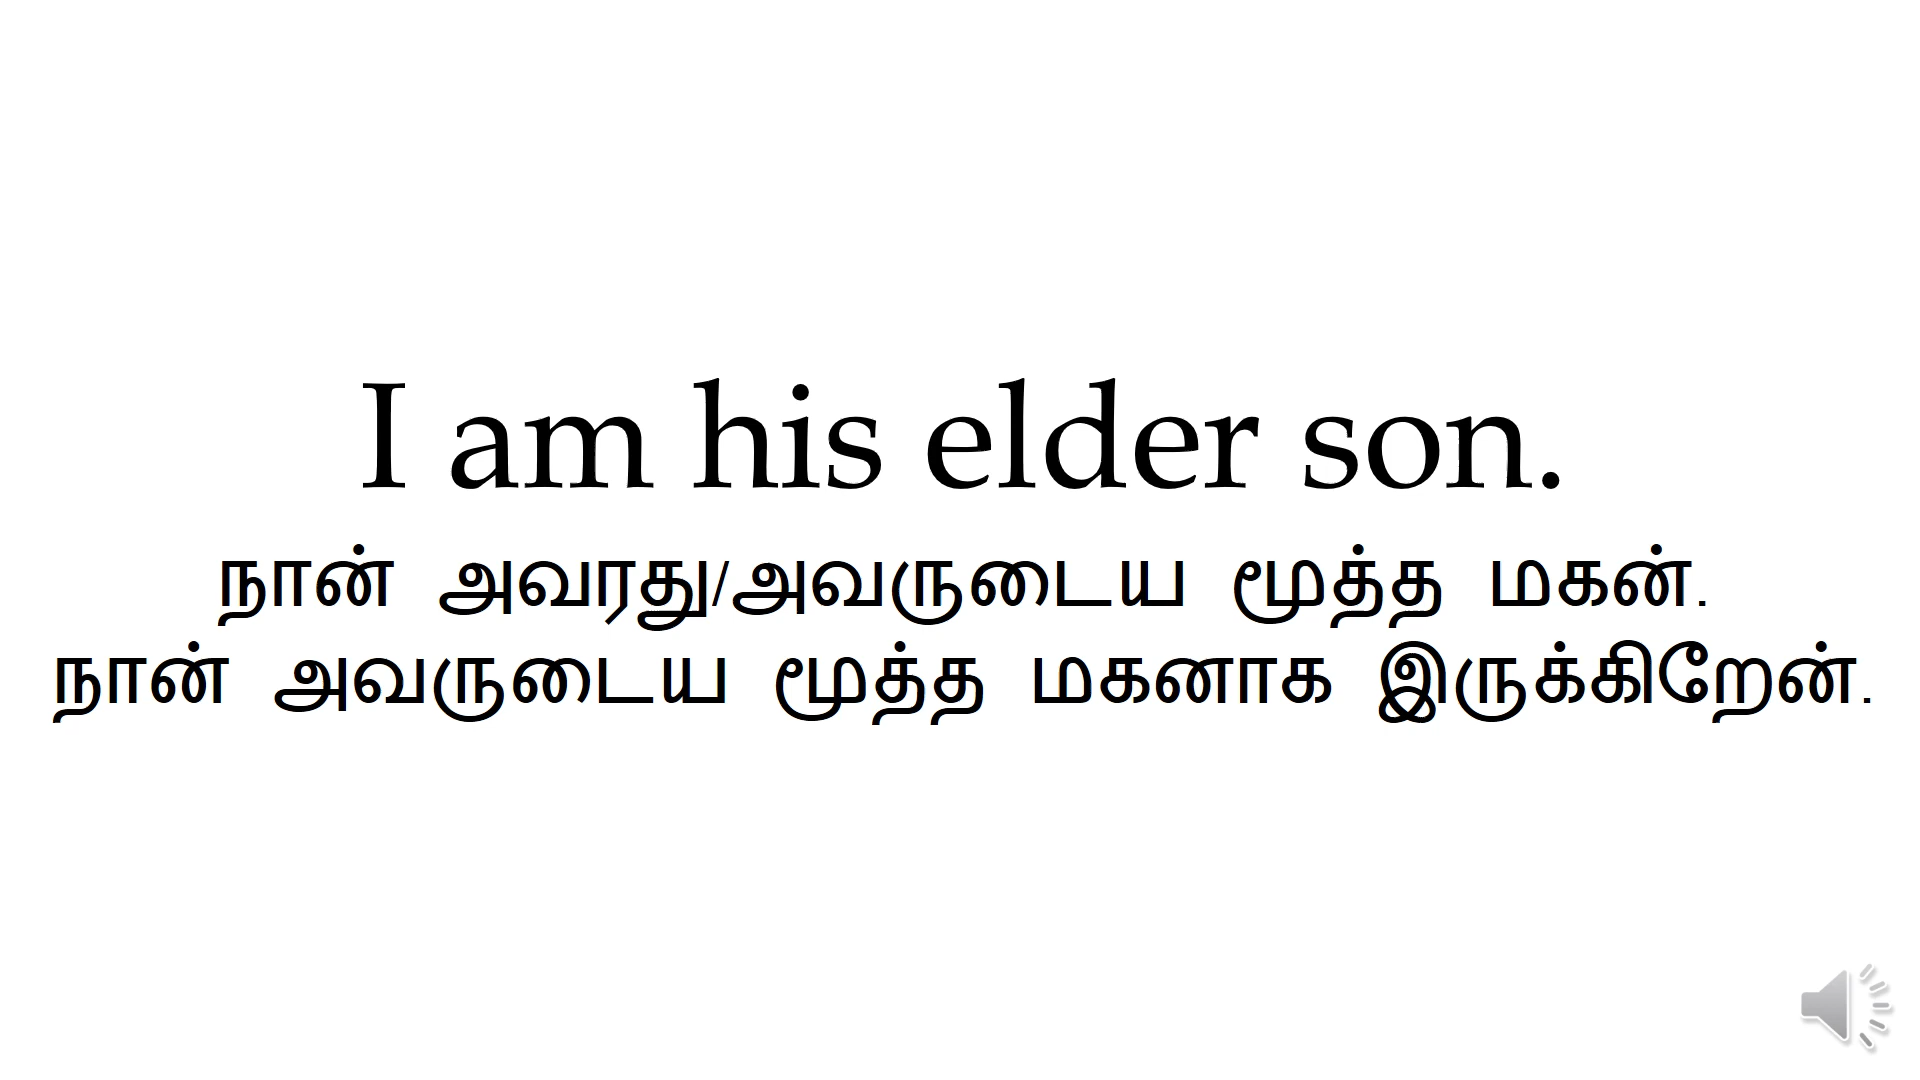 I am his elder son.
நான் அவரது/அவருடைய மூத்த மகன்.
நான் அவருடைய மூத்த மகனாக இருக்கிறேன்.